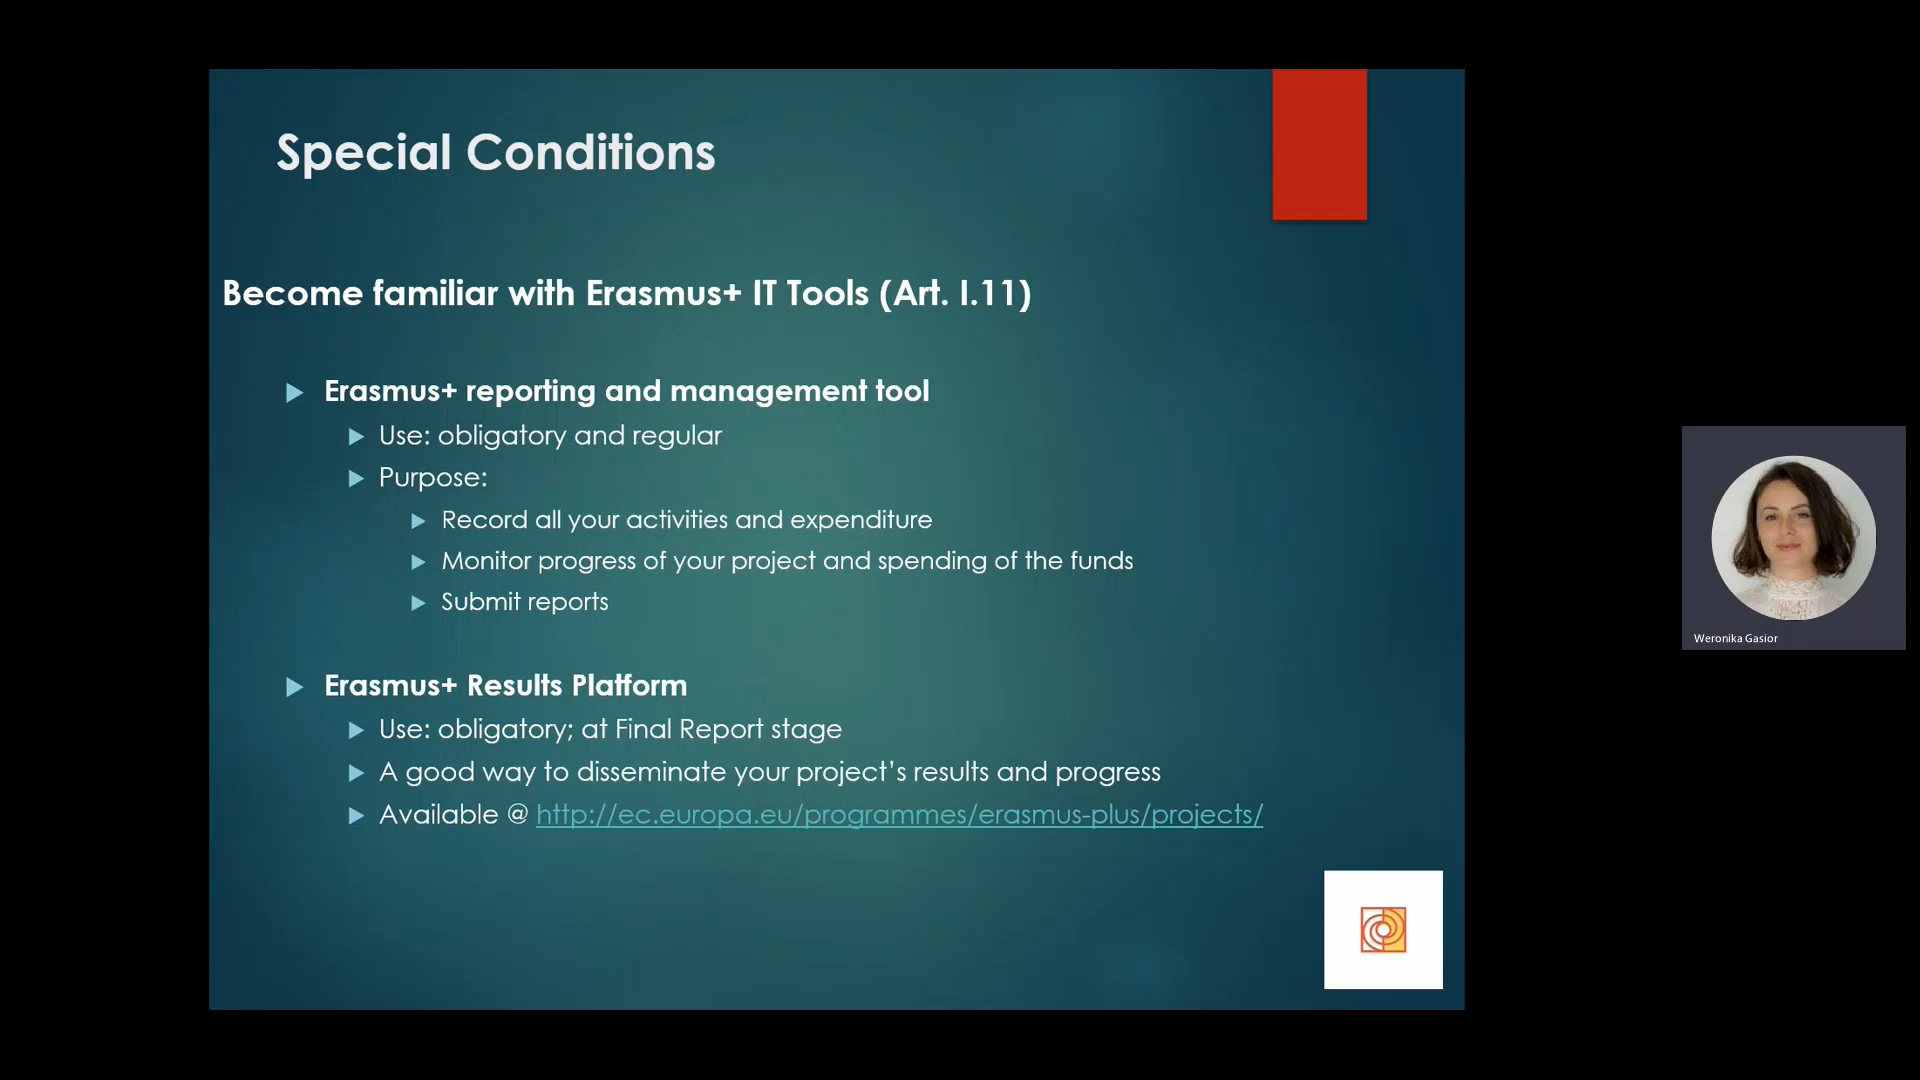 Special Conditions
Become familiar with Erasmus+ IT Tools (Art. I.11)
Erasmus+ reporting and management tool
Use: obligatory and regular
Purpose:
Record all your activities and expenditure
Monitor progress of your project and spending of the funds
Submit reports
Erasmus+ Results Platform
Use: obligatory; at Final Report stage
A good way to disseminate your project’s results and progress
Available @ http://ec.europa.eu/programmes/erasmus-plus/projects/
Weronika Gasior